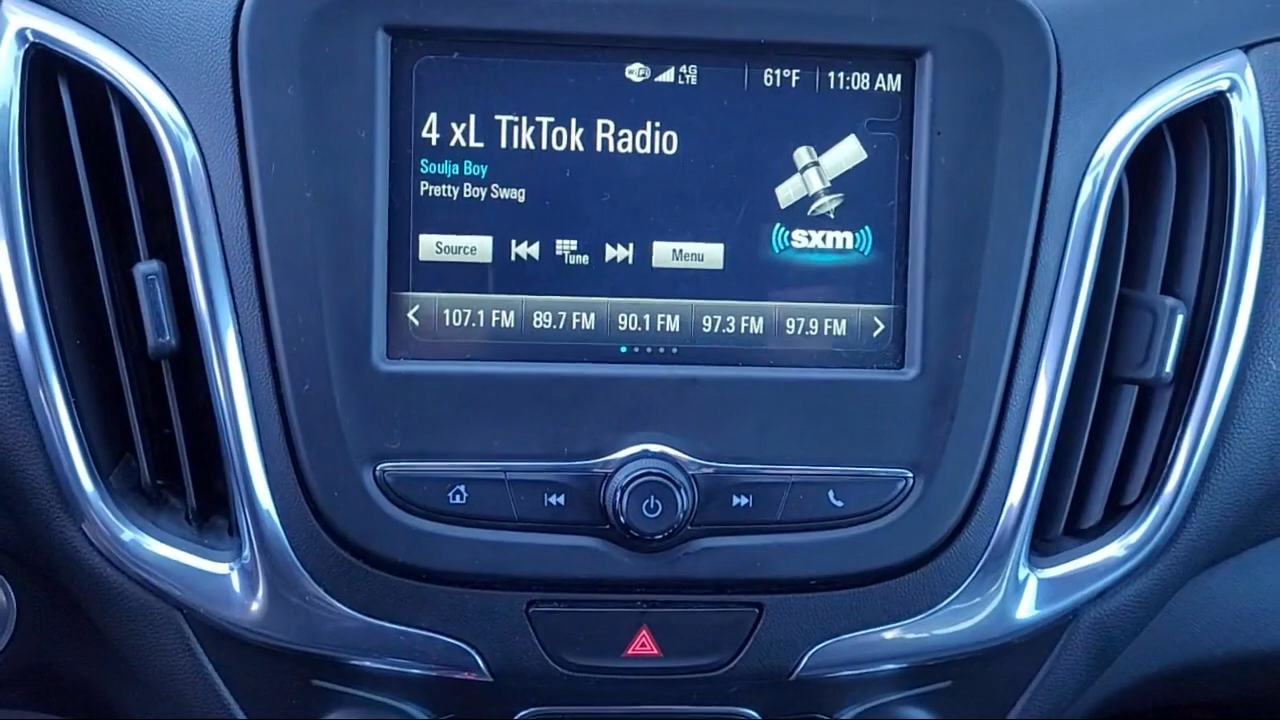 WiFi 4G LTE 61°F 11:08 AM
4 xL TikTok Radio
Soulja Boy
Pretty Boy Swag
sxm
Source Tune Menu
107.1 FM 89.7 FM 90.1 FM 97.3 FM 97.9 FM